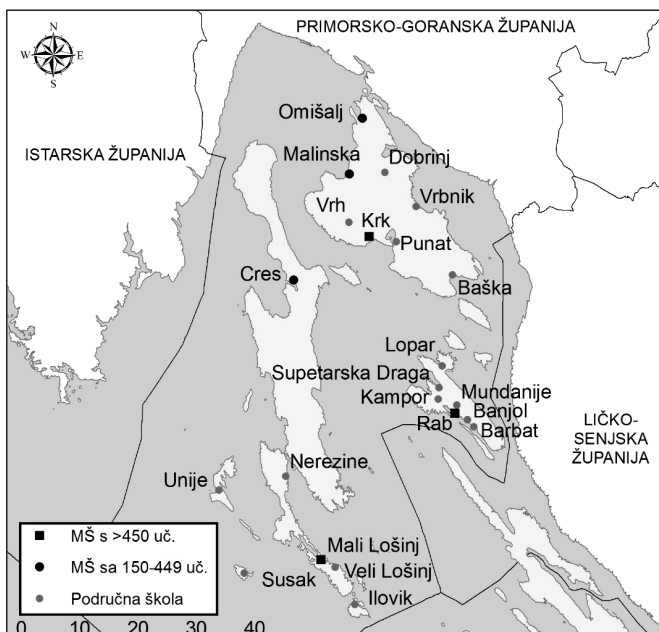 PRIMORSKO-GORANSKA ŽUPANIJA
N
W E
S
Omišalj
ISTARSKA ŽUPANIJA
Malinska
Dobrinj
Vrh
Krk
Vrbnik
Punat
Cres
Baška
Lopar
Supetarska Draga
Kampor
Mundanije
Rab
Banjol
Barbat
LIČKO-
SENJSKA
ŽUPANIJA
Nerezine
Unije
MŠ s >450 uč.
MŠ sa 150-449 uč.
Područna škola
Mali Lošinj
Veli Lošinj
Susak
Ilovik
0 10 20 30 40